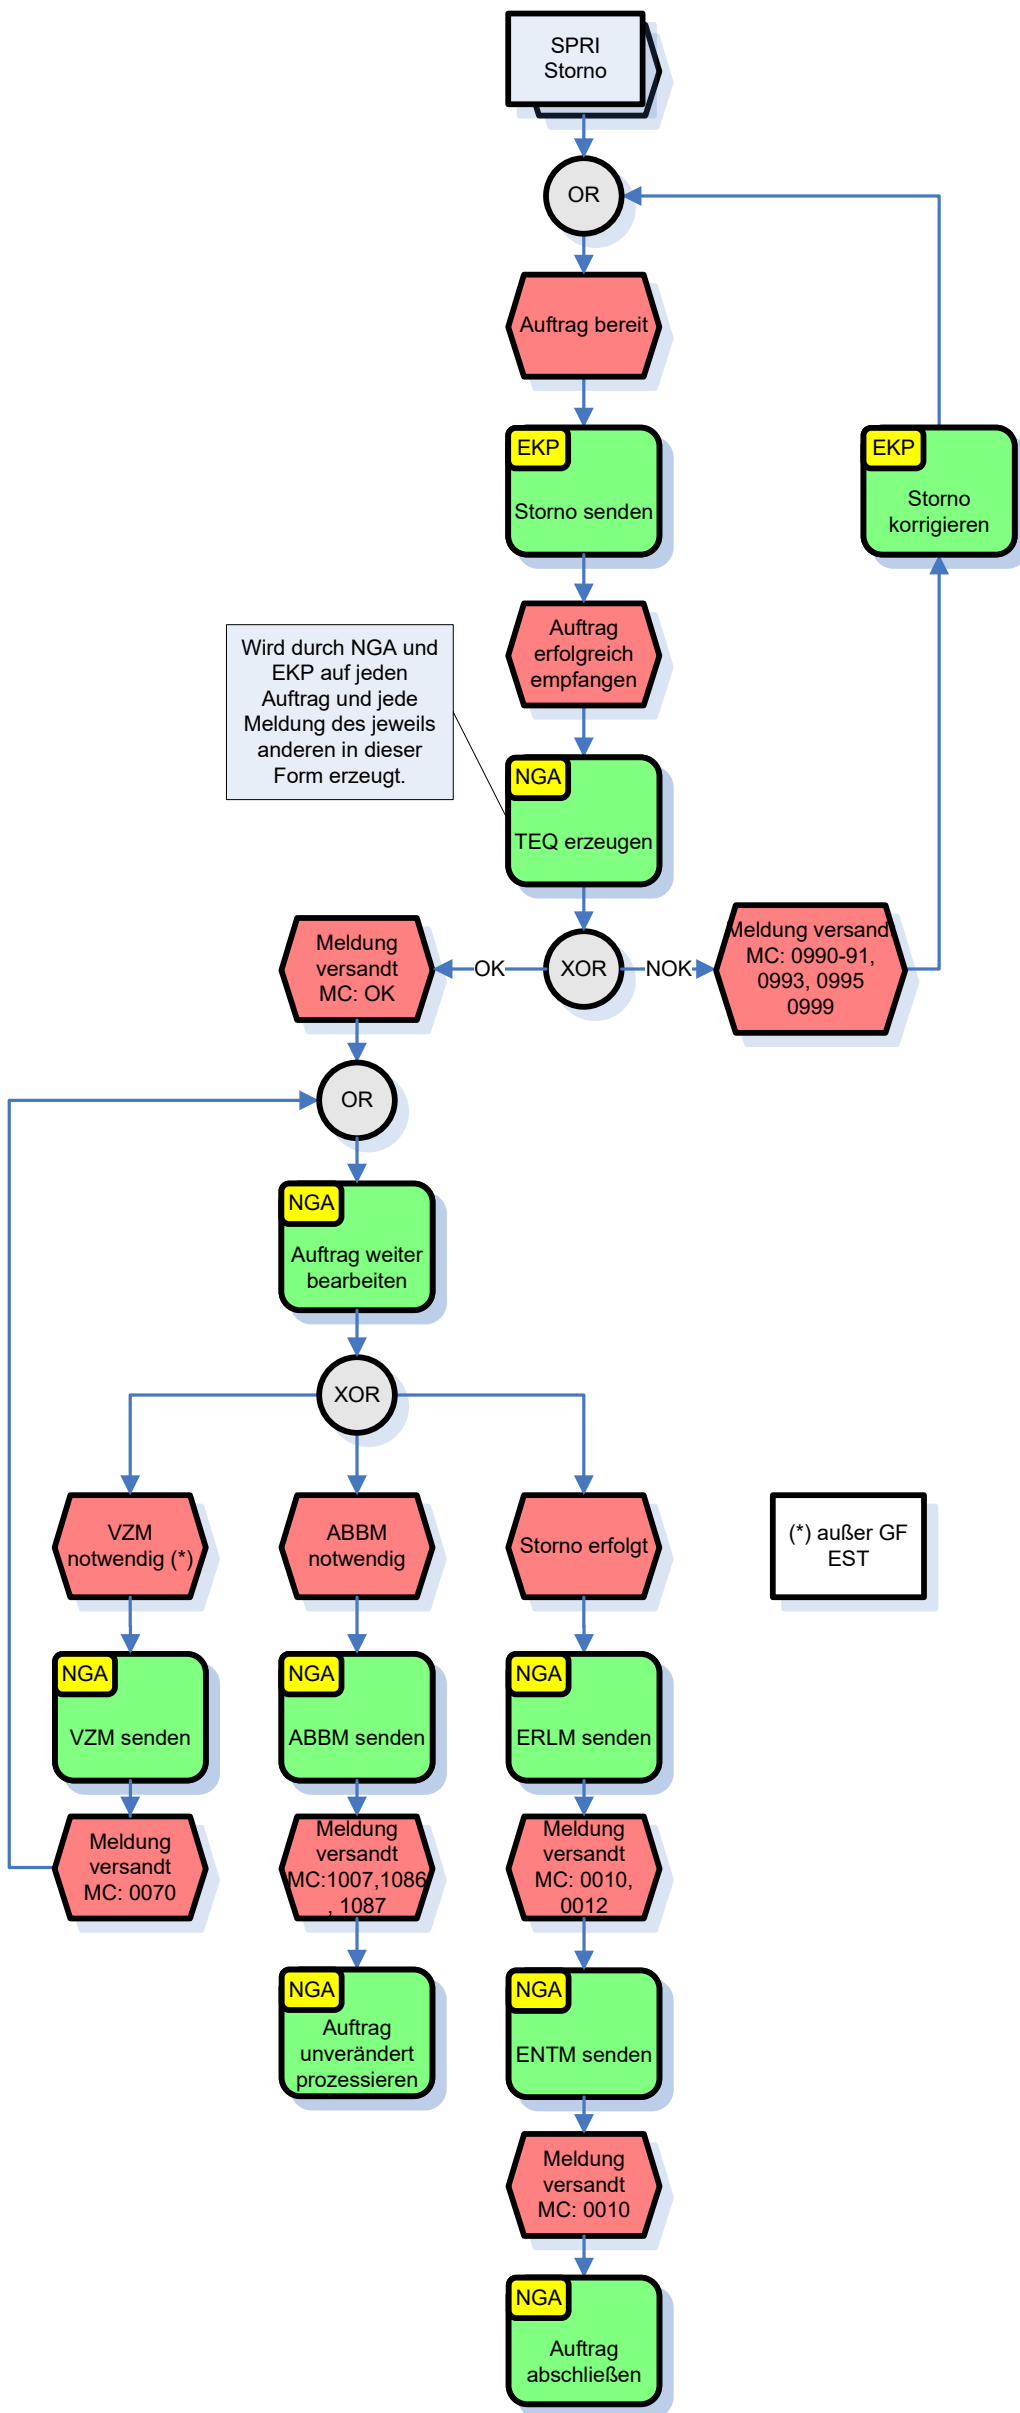 SPRI
Storno
OR
Auftrag bereit
EKP
Storno senden
EKP
Storno
korrigieren
Auftrag
erfolgreich
empfangen
Wird durch NGA und
EKP auf jeden
Auftrag und jede
Meldung des jeweils
anderen in dieser
Form erzeugt.
NGA
TEQ erzeugen
Meldung
versandt
MC: OK
OK
XOR
NOK
Meldung versandt
MC: 0990-91,
0993, 0995
0999
OR
NGA
Auftrag weiter
bearbeiten
XOR
VZM
notwendig (*)
ABBM
notwendig
Storno erfolgt
(*) außer GF
EST
NGA
VZM senden
NGA
ABBM senden
NGA
ERLM senden
Meldung
versandt
MC: 0070
Meldung
versandt
MC:1007,1086
, 1087
Meldung
versandt
MC: 0010,
0012
NGA
Auftrag
unverändert
prozessieren
NGA
ENTM senden
Meldung
versandt
MC: 0010
NGA
Auftrag
abschließen